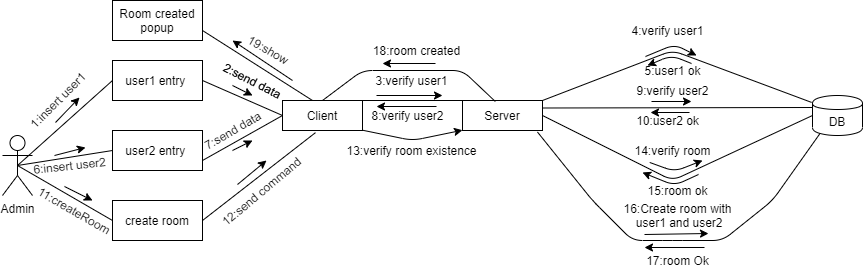 Room created
popup
19:show
18:room created
4:verify user1
5:user1 ok
1:insert user1
user1 entry
2:send data
3:verify user1
9:verify user2
Client
8:verify user2
Server
10:user2 ok
DB
7:send data
13:verify room existence
6:insert user2
user2 entry
14:verify room
15:room ok
Admin
11:createRoom
create room
12:send command
16:Create room with
user1 and user2
17:room Ok